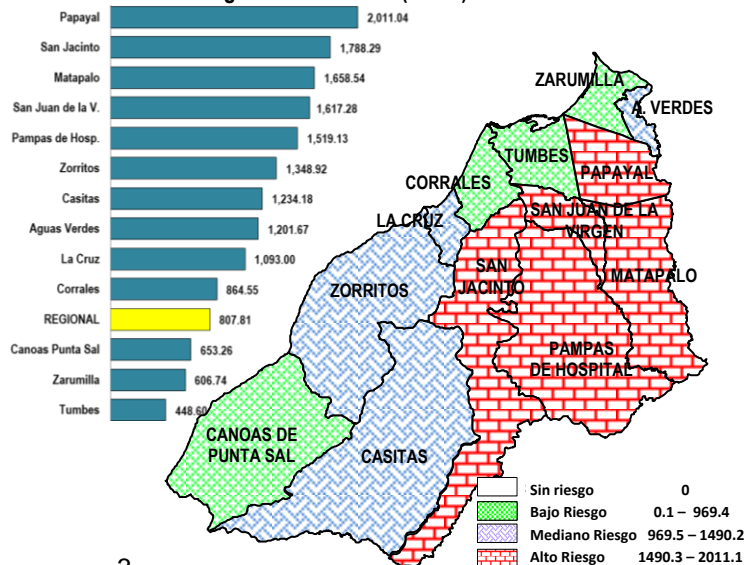 Papayal 2,011.04
San Jacinto 1,788.29
Matapalo 1,658.54
San Juan de la V. 1,617.28
Pampas de Hosp. 1,519.13
Zorritos 1,348.92
Casitas 1,234.18
Aguas Verdes 1,201.67
La Cruz 1,093.00
Corrales 864.55
REGIONAL 807.81
Canoas Punta Sal 653.26
Zarumilla 606.74
Tumbes 448.60
ZARUMILLA
A. VERDES
TUMBES
PAPAYAL
CORRALES
SAN JUAN DE LA
VIRGEN
LA CRUZ
SAN
JACINTO
MATAPALO
ZORRITOS
PAMPAS
DE HOSPITAL
CANOAS DE
PUNTA SAL
CASITAS
Sin riesgo 0
Bajo Riesgo 0.1 – 969.4
Mediano Riesgo 969.5 – 1490.2
Alto Riesgo 1490.3 – 2011.1